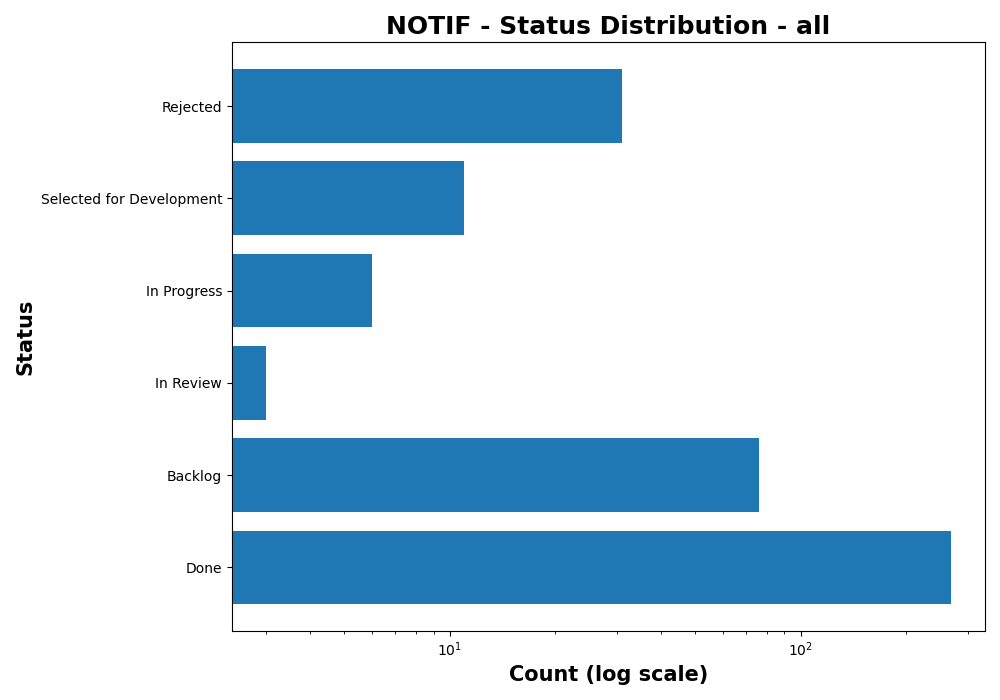 NOTIF - Status Distribution - all
Status
Rejected
Selected for Development
In Progress
In Review
Backlog
Done
10¹
10²
Count (log scale)